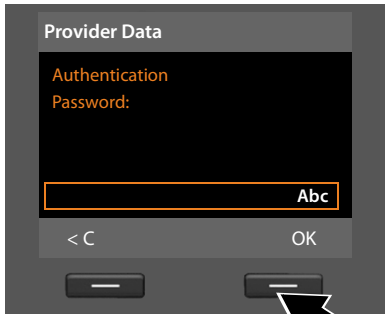 Provider Data
Authentication
Password:
Abc
< C OK